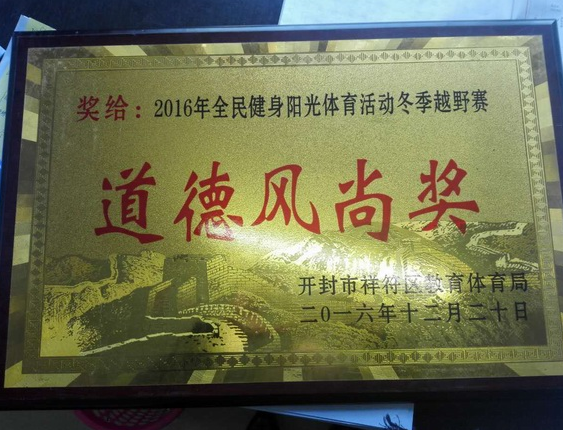 奖给：2016年全民健身阳光体育活动冬季越野赛
道德风尚奖
开封市祥符区教育体育局
二〇一六年十二月二十日